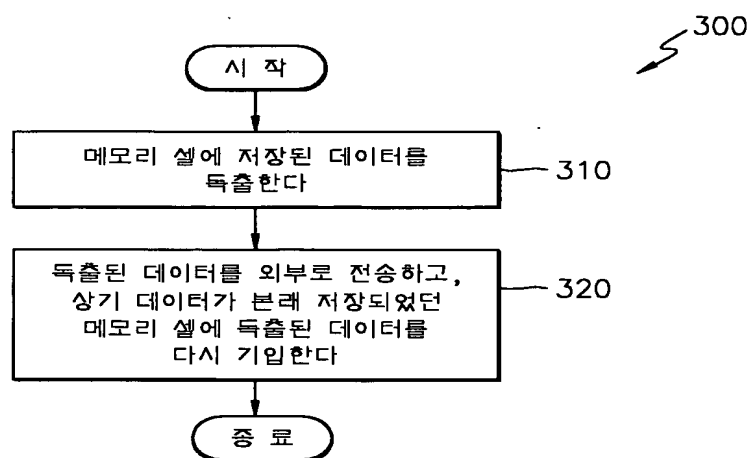 300
시 작
메모리 셀에 저장된 데이터를
독출한다
310
독출된 데이터를 외부로 전송하고,
상기 데이터가 본래 저장되었던
메모리 셀에 독출된 데이터를
다시 기입한다
320
종 료